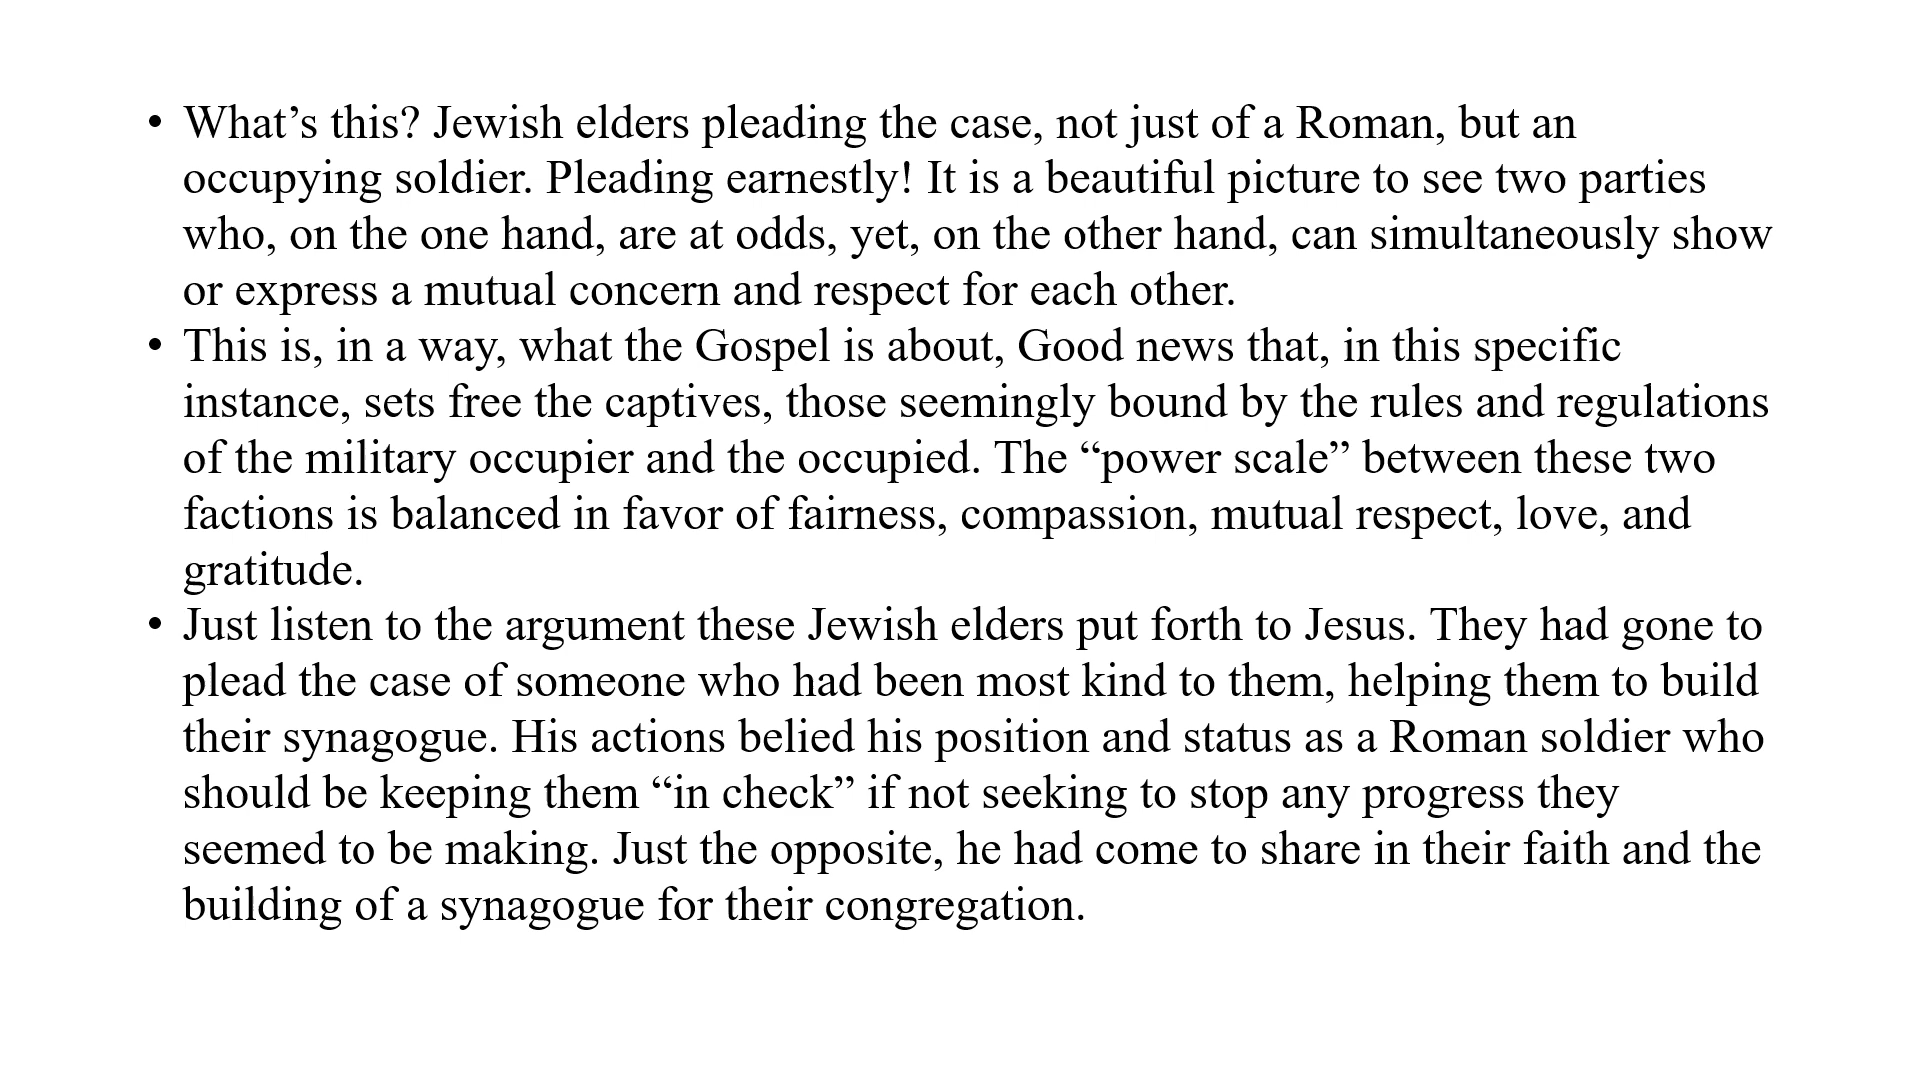 • What’s this? Jewish elders pleading the case, not just of a Roman, but an
occupying soldier. Pleading earnestly! It is a beautiful picture to see two parties
who, on the one hand, are at odds, yet, on the other hand, can simultaneously show
or express a mutual concern and respect for each other.
• This is, in a way, what the Gospel is about, Good news that, in this specific
instance, sets free the captives, those seemingly bound by the rules and regulations
of the military occupier and the occupied. The “power scale” between these two
factions is balanced in favor of fairness, compassion, mutual respect, love, and
gratitude.
• Just listen to the argument these Jewish elders put forth to Jesus. They had gone to
plead the case of someone who had been most kind to them, helping them to build
their synagogue. His actions belied his position and status as a Roman soldier who
should be keeping them “in check” if not seeking to stop any progress they
seemed to be making. Just the opposite, he had come to share in their faith and the
building of a synagogue for their congregation.